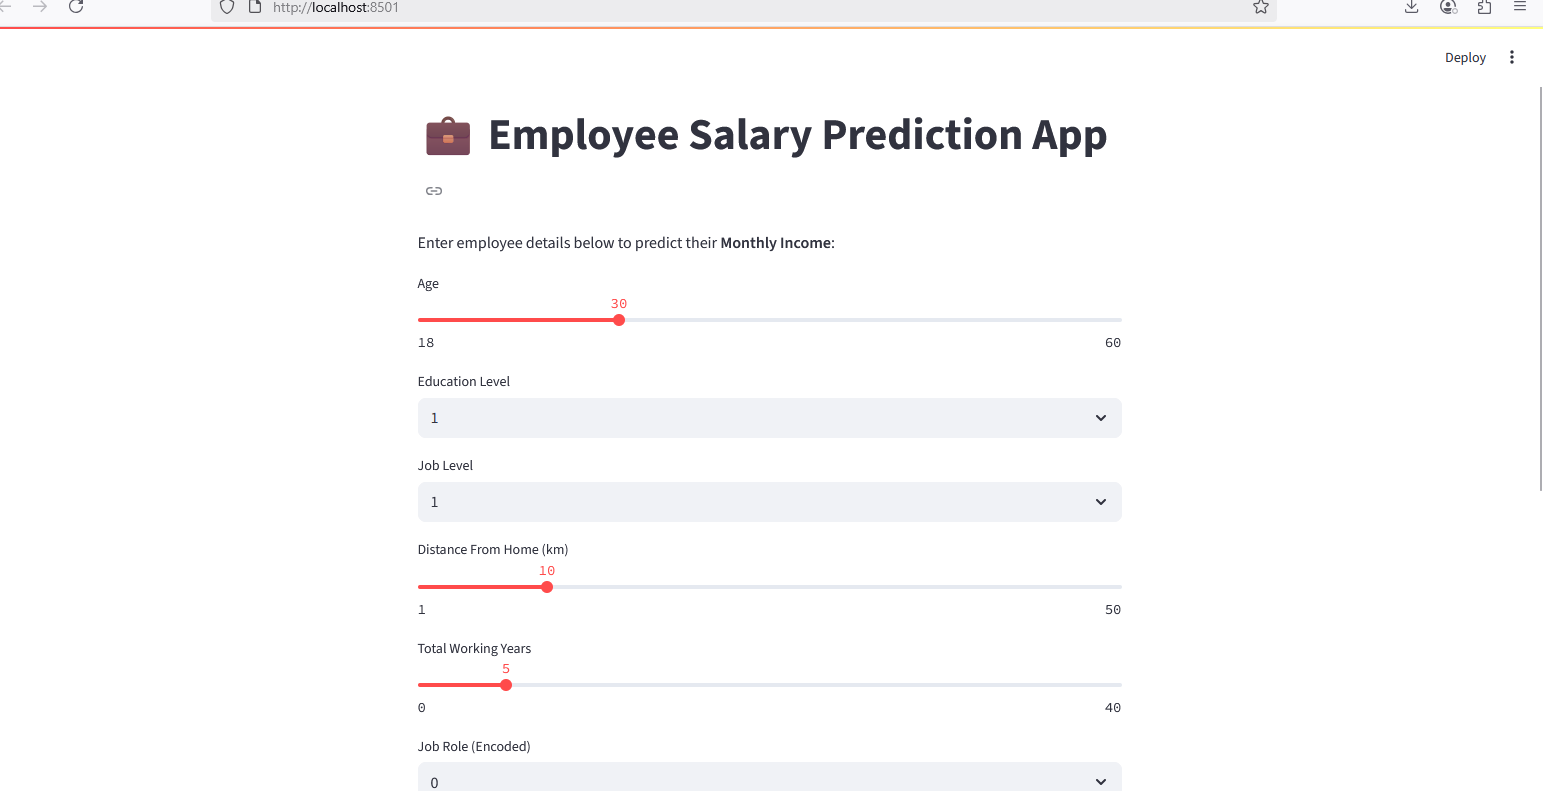 http://localhost:8501
Deploy
Employee Salary Prediction App
Enter employee details below to predict their Monthly Income:
Age
30
18 60
Education Level
1
Job Level
1
Distance From Home (km)
10
1 50
Total Working Years
5
0 40
Job Role (Encoded)
0